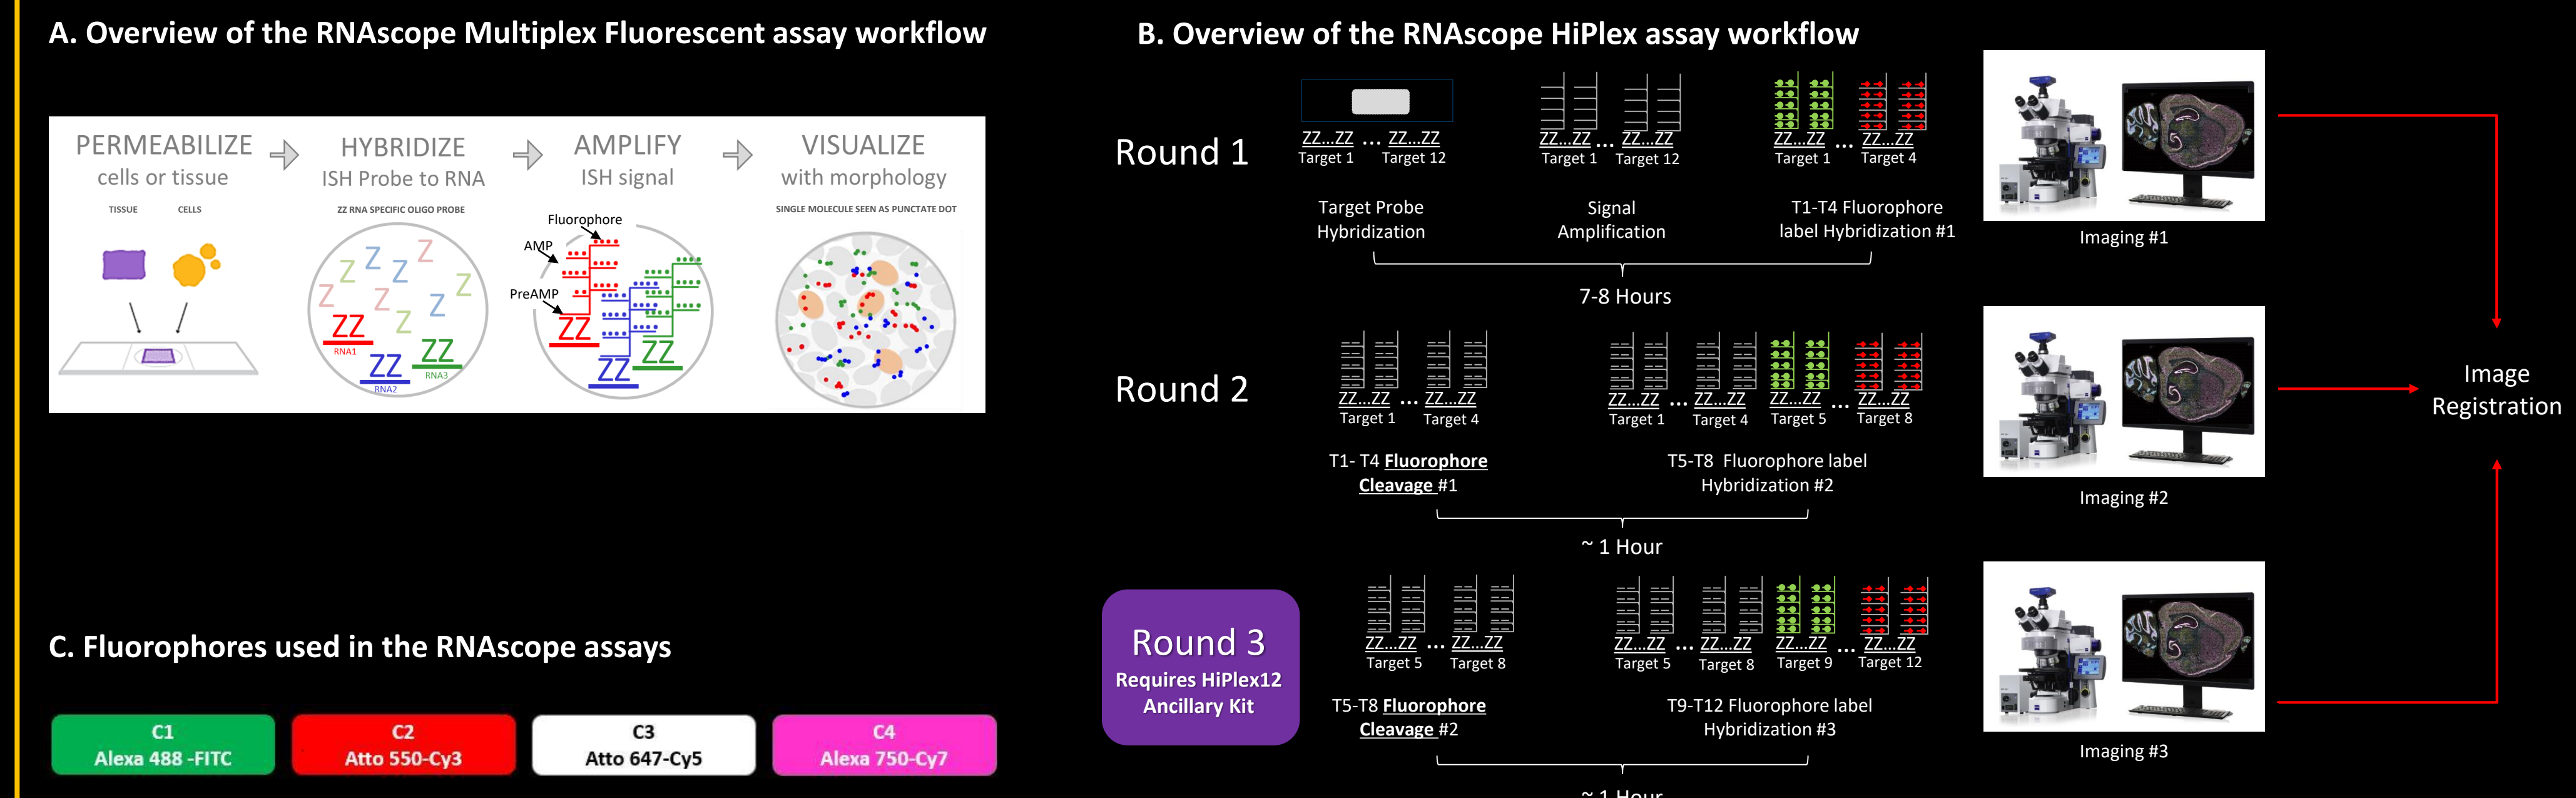 A. Overview of the RNAscope Multiplex Fluorescent assay workflow
PERMEABILIZE
cells or tissue
HYBRIDIZE
ISH Probe to RNA
AMPLIFY
ISH signal
VISUALIZE
with morphology
TISSUE
CELLS
ZZ RNA SPECIFIC OLIGO PROBE
SINGLE MOLECULE SEEN AS PUNCTATE DOT
Z Z Z Z Z Z Z Z Z
ZZ
RNA1
ZZ
RNA2
ZZ
RNA3
Fluorophore
AMP
PreAMP
ZZ
ZZ
ZZ
C. Fluorophores used in the RNAscope assays
C1
Alexa 488 -FITC
C2
Atto 550-Cy3
C3
Atto 647-Cy5
C4
Alexa 750-Cy7
B. Overview of the RNAscope HiPlex assay workflow
Round 1
ZZ...ZZ ... ZZ...ZZ
Target 1 Target 12
Target Probe
Hybridization
ZZ...ZZ ... ZZ...ZZ
Target 1 Target 12
Signal
Amplification
ZZ...ZZ ... ZZ...ZZ
Target 1 Target 4
T1-T4 Fluorophore
label Hybridization #1
7-8 Hours
Imaging #1
Round 2
ZZ...ZZ ... ZZ...ZZ
Target 1 Target 4
T1- T4 Fluorophore
Cleavage #1
ZZ...ZZ ... ZZ...ZZ ZZ...ZZ ... ZZ...ZZ
Target 1 Target 4 Target 5 Target 8
T5-T8 Fluorophore label
Hybridization #2
~ 1 Hour
Imaging #2
Image
Registration
Round 3
Requires HiPlex12
Ancillary Kit
ZZ...ZZ ... ZZ...ZZ
Target 5 Target 8
T5-T8 Fluorophore
Cleavage #2
ZZ...ZZ ... ZZ...ZZ ZZ...ZZ ... ZZ...ZZ
Target 5 Target 8 Target 9 Target 12
T9-T12 Fluorophore label
Hybridization #3
~ 1 Hour
Imaging #3